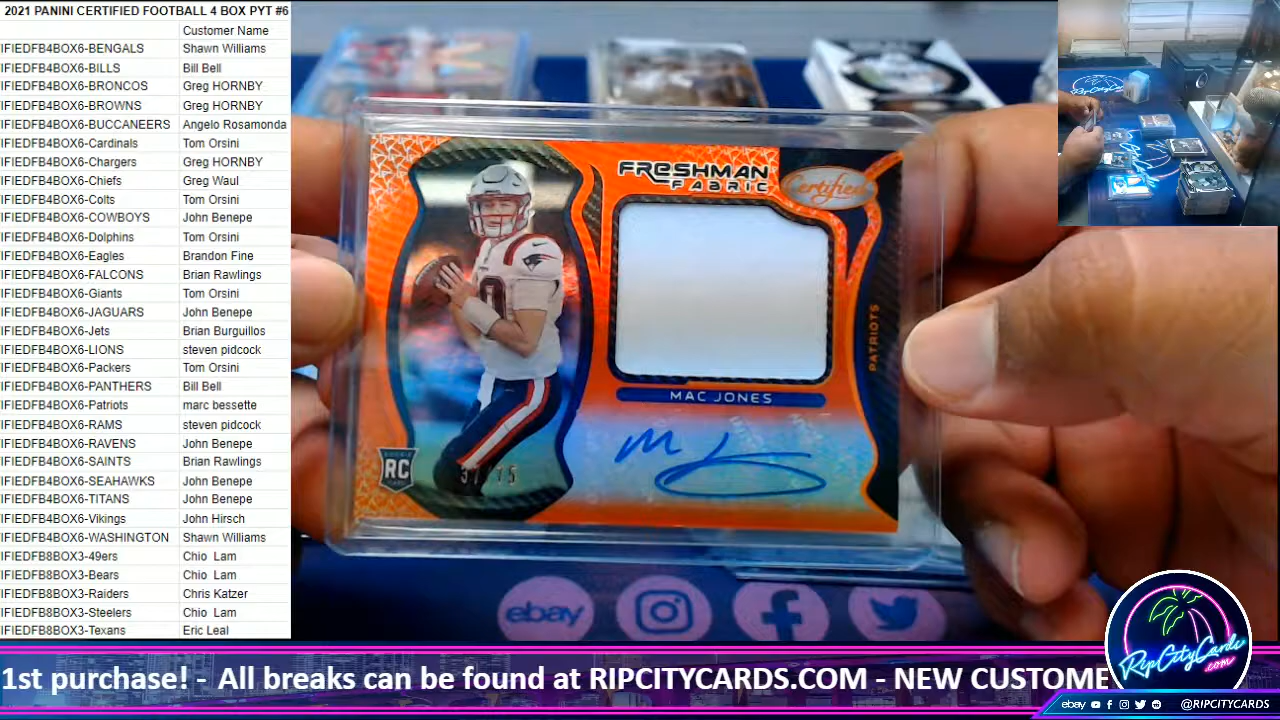 2021 PANINI CERTIFIED FOOTBALL 4 BOX PYT #6
Customer Name
IFIEDFB4BOX6-BENGALS Shawn Williams
IFIEDFB4BOX6-BILLS Bill Bell
IFIEDFB4BOX6-BRONCOS Greg HORNBY
IFIEDFB4BOX6-BROWNS Greg HORNBY
IFIEDFB4BOX6-BUCCANEERS Angelo Rosamonda
IFIEDFB4BOX6-Cardinals Tom Orsini
IFIEDFB4BOX6-Chargers Greg HORNBY
IFIEDFB4BOX6-Chiefs Greg Waul
IFIEDFB4BOX6-Colts Tom Orsini
IFIEDFB4BOX6-COWBOYS John Benepe
IFIEDFB4BOX6-Dolphins Tom Orsini
IFIEDFB4BOX6-Eagles Brandon Fine
IFIEDFB4BOX6-FALCONS Brian Rawlings
IFIEDFB4BOX6-Giants Tom Orsini
IFIEDFB4BOX6-JAGUARS John Benepe
IFIEDFB4BOX6-Jets Brian Burguillos
IFIEDFB4BOX6-LIONS steven pidcock
IFIEDFB4BOX6-Packers Tom Orsini
IFIEDFB4BOX6-PANTHERS Bill Bell
IFIEDFB4BOX6-Patriots marc bessette
IFIEDFB4BOX6-RAMS steven pidcock
IFIEDFB4BOX6-RAVENS John Benepe
IFIEDFB4BOX6-SAINTS Brian Rawlings
IFIEDFB4BOX6-SEAHAWKS John Benepe
IFIEDFB4BOX6-TITANS John Benepe
IFIEDFB4BOX6-Vikings John Hirsch
IFIEDFB4BOX6-WASHINGTON Shawn Williams
IFIEDFB8BOX3-49ers Chio Lam
IFIEDFB8BOX3-Bears Chio Lam
IFIEDFB8BOX3-Raiders Chris Katzer
IFIEDFB8BOX3-Steelers Chio Lam
IFIEDFB8BOX3-Texans Eric Leal
FRESHMAN
FABRIC
Certified
PATRIOTS
MAC JONES
ROOKIE
RC
CARD
ebay
1st purchase! - All breaks can be found at RIPCITYCARDS.COM - NEW CUSTOME
RipCityCards
.com
ebay @RIPCITYCARDS